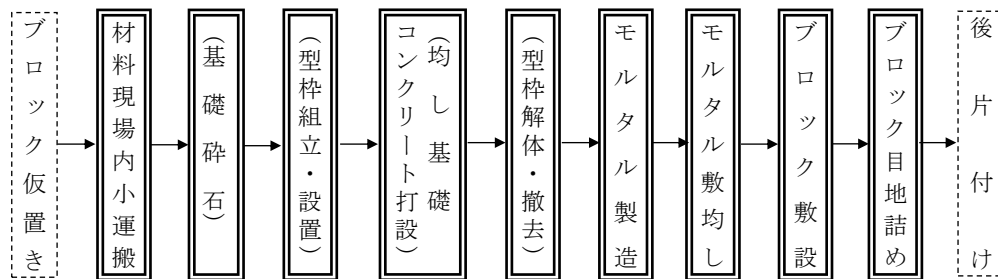 ブロック仮置き
材料現場内小運搬
(基礎砕石)
(型枠組立・設置)
(均し基礎
コンクリート打設)
(型枠解体・撤去)
モルタル製造
モルタル敷均し
ブロック敷設
ブロック目地詰め
後片付け